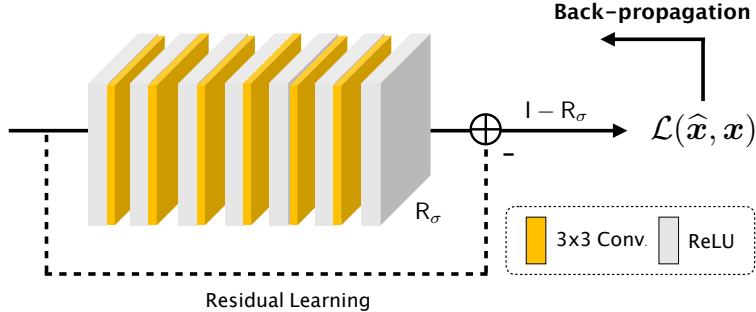 Back-propagation
I − R_σ
ℒ(x̂, x)
-
R_σ
3x3 Conv.
ReLU
Residual Learning